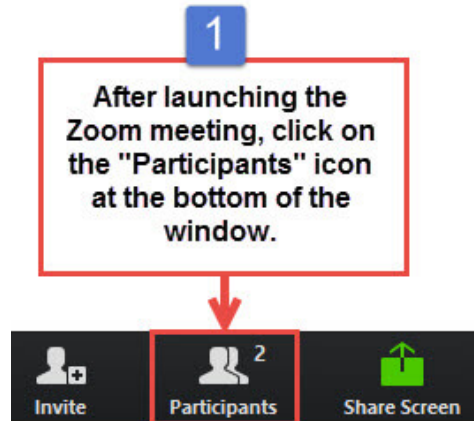 1
After launching the
Zoom meeting, click on
the "Participants" icon
at the bottom of the
window.
2
Invite Participants Share Screen